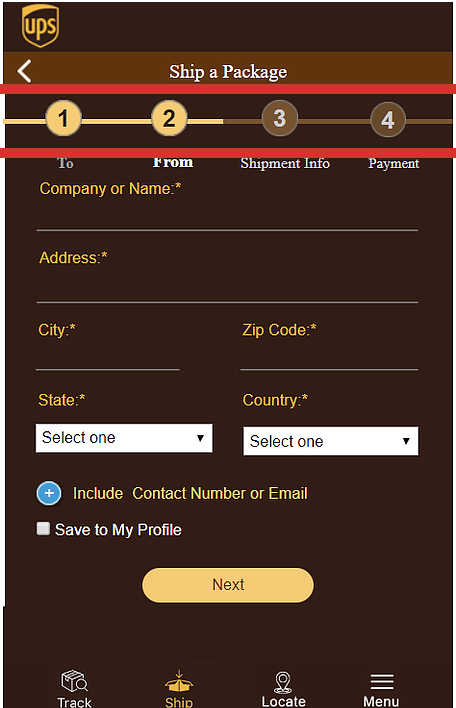 ups
Ship a Package
1 2 3 4
To From Shipment Info Payment
Company or Name:*
Address:*
City:* Zip Code:*
State:* Country:*
Select one Select one
Include Contact Number or Email
Save to My Profile
Next
Track Ship Locate Menu